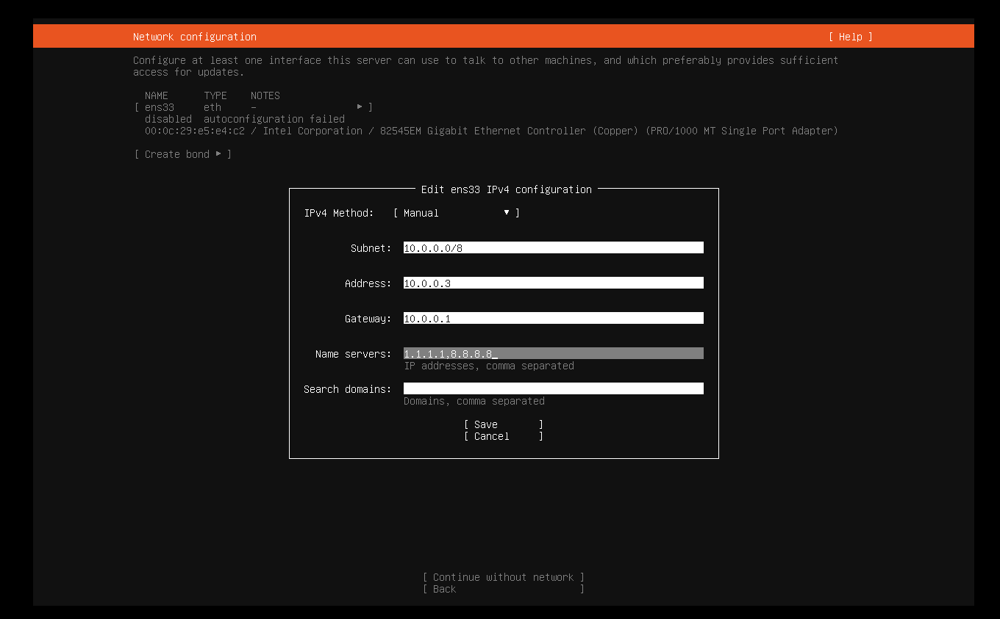 Network configuration [ Help ]
Configure at least one interface this server can use to talk to other machines, and which preferably provides sufficient
access for updates.
NAME TYPE NOTES
[ ens33 eth – ▸ ]
disabled autoconfiguration failed
00:0c:29:e5:e4:c2 / Intel Corporation / 82545EM Gigabit Ethernet Controller (Copper) (PRO/1000 MT Single Port Adapter)
[ Create bond ▸ ]
Edit ens33 IPv4 configuration
IPv4 Method: [ Manual ▾ ]
Subnet: 10.0.0.0/8
Address: 10.0.0.3
Gateway: 10.0.0.1
Name servers: 1.1.1.1,8.8.8.8_
IP addresses, comma separated
Search domains:
Domains, comma separated
[ Save ]
[ Cancel ]
[ Continue without network ]
[ Back ]